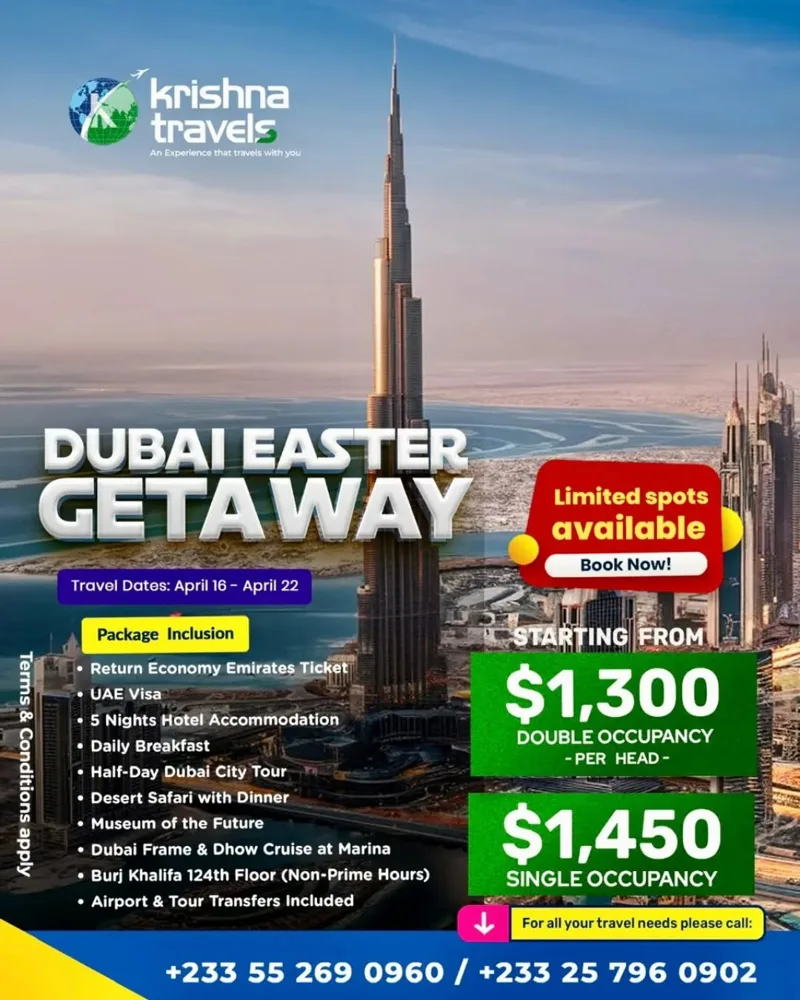 krishna
travels
An Experience that travels with you
DUBAI EASTER
GETAWAY
Travel Dates: April 16 - April 22
Package Inclusion
• Return Economy Emirates Ticket
• UAE Visa
• 5 Nights Hotel Accommodation
• Daily Breakfast
• Half-Day Dubai City Tour
• Desert Safari with Dinner
• Museum of the Future
• Dubai Frame & Dhow Cruise at Marina
• Burj Khalifa 124th Floor (Non-Prime Hours)
• Airport & Tour Transfers Included
Terms & Conditions apply
Limited spots
available
Book Now!
STARTING FROM
$1,300
DOUBLE OCCUPANCY
- PER HEAD -
$1,450
SINGLE OCCUPANCY
For all your travel needs please call:
+233 55 269 0960 / +233 25 796 0902